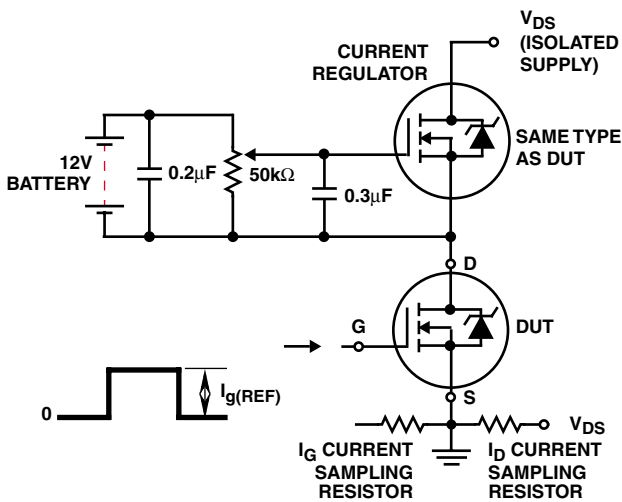 V_DS
(ISOLATED
SUPPLY)
CURRENT
REGULATOR
SAME TYPE
AS DUT
12V
BATTERY
0.2µF
50kΩ
0.3µF
D
DUT
G
S
0
I_g(REF)
V_DS
I_G CURRENT
SAMPLING
RESISTOR
I_D CURRENT
SAMPLING
RESISTOR